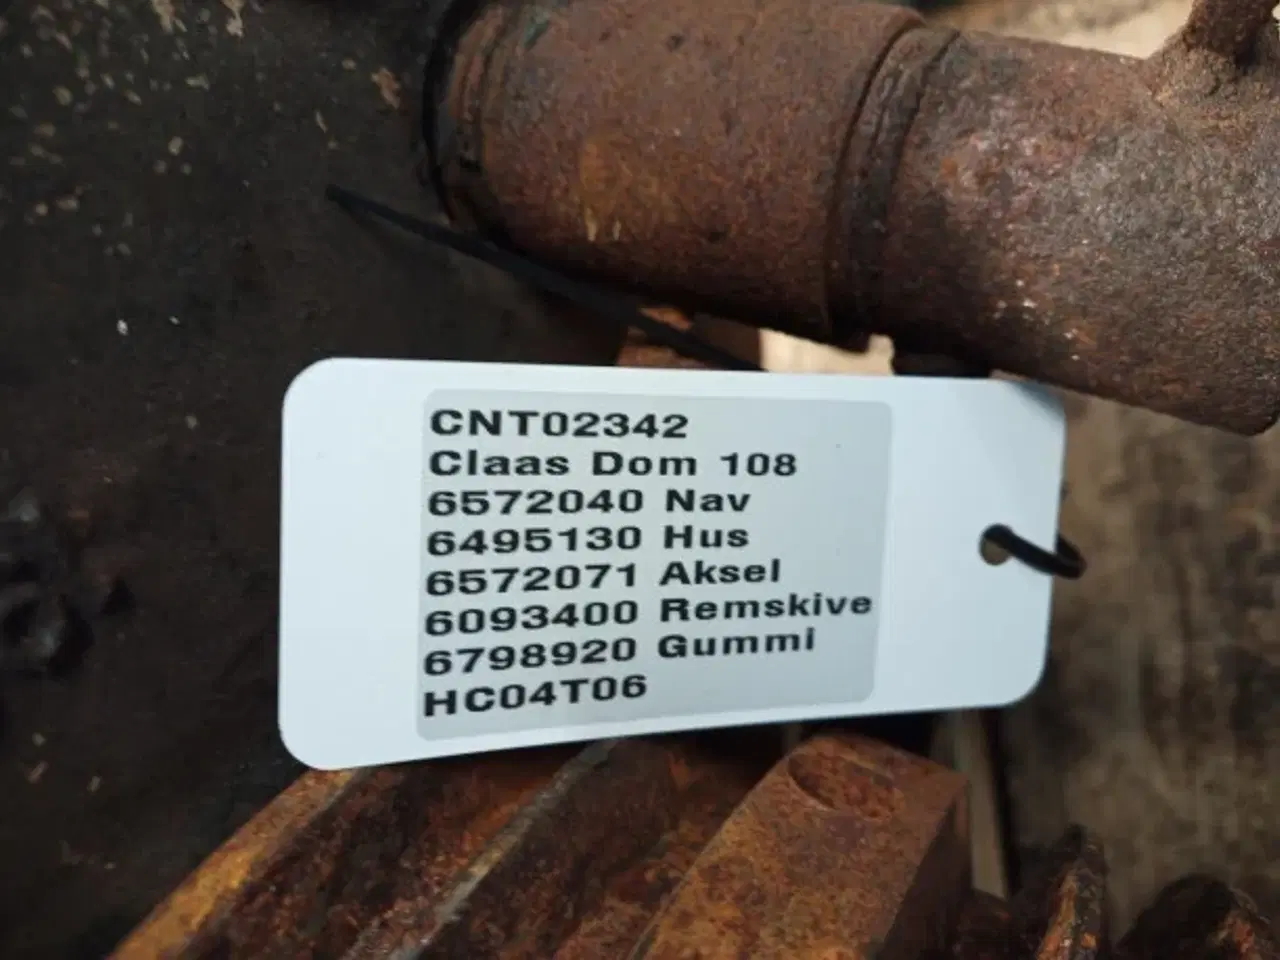 CNT02342
Claas Dom 108
6572040 Nav
6495130 Hus
6572071 Aksel
6093400 Remskive
6798920 Gummi
HC04T06